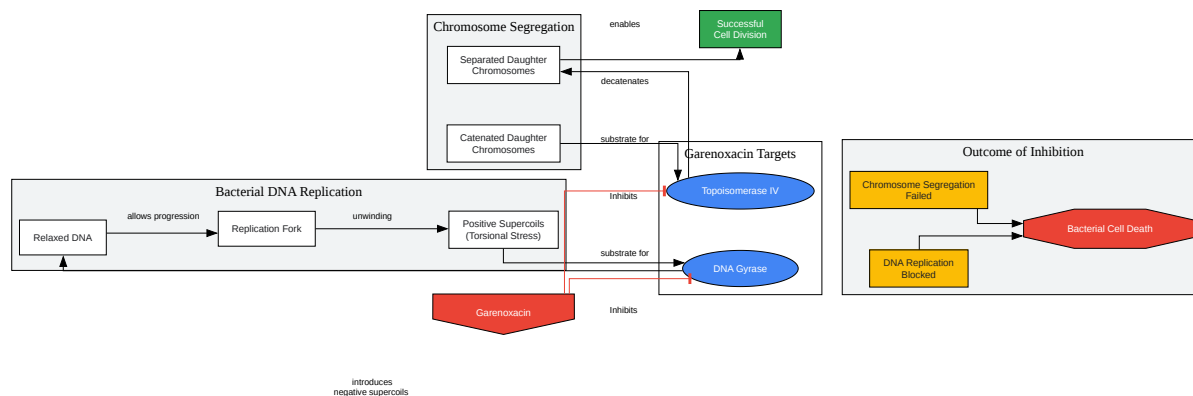 Chromosome Segregation
enables
Successful
Cell Division
Separated Daughter
Chromosomes
decatenates
Catenated Daughter
Chromosomes
substrate for
Garenoxacin Targets
Outcome of Inhibition
Bacterial DNA Replication
Topoisomerase IV
Chromosome Segregation
Failed
Inhibits
allows progression
unwinding
Relaxed DNA
Replication Fork
Positive Supercoils
(Torsional Stress)
Bacterial Cell Death
substrate for
DNA Gyrase
DNA Replication
Blocked
Garenoxacin
Inhibits
introduces
negative supercoils